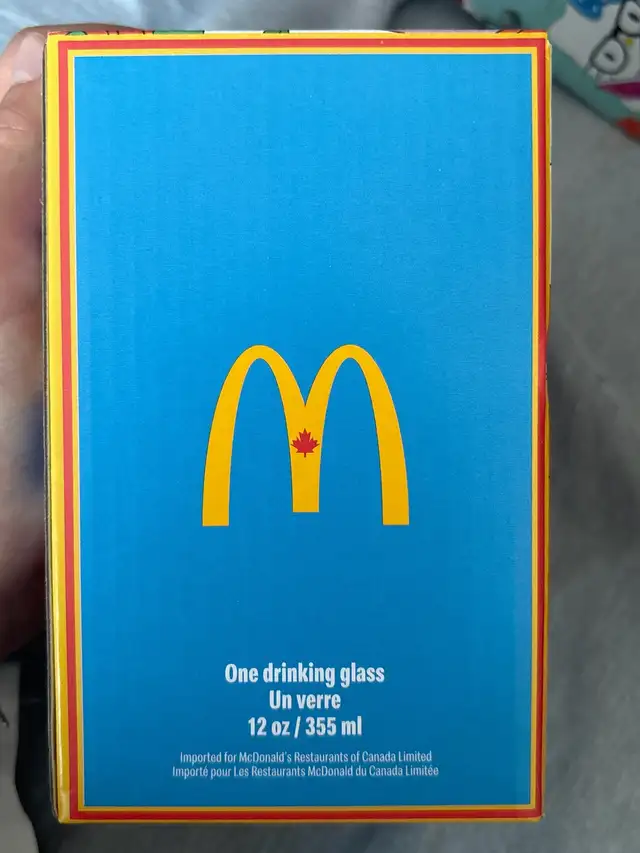 One drinking glass
Un verre
12 oz / 355 ml
Imported for McDonald's Restaurants of Canada Limited
Importé pour Les Restaurants McDonald du Canada Limitée